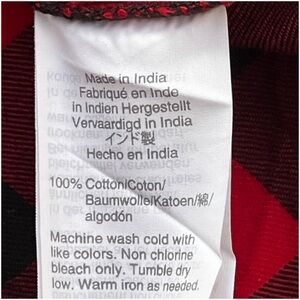 Made in India
Fabriqué en Inde
in Indien Hergestellt
Vervaardigd in India
インド製
Hecho en India
100% Cotton/Coton/
Baumwolle/Katoen/綿/
algodón
Machine wash cold with
like colors. Non chlorine
bleach only. Tumble dry
low. Warm iron as needed.